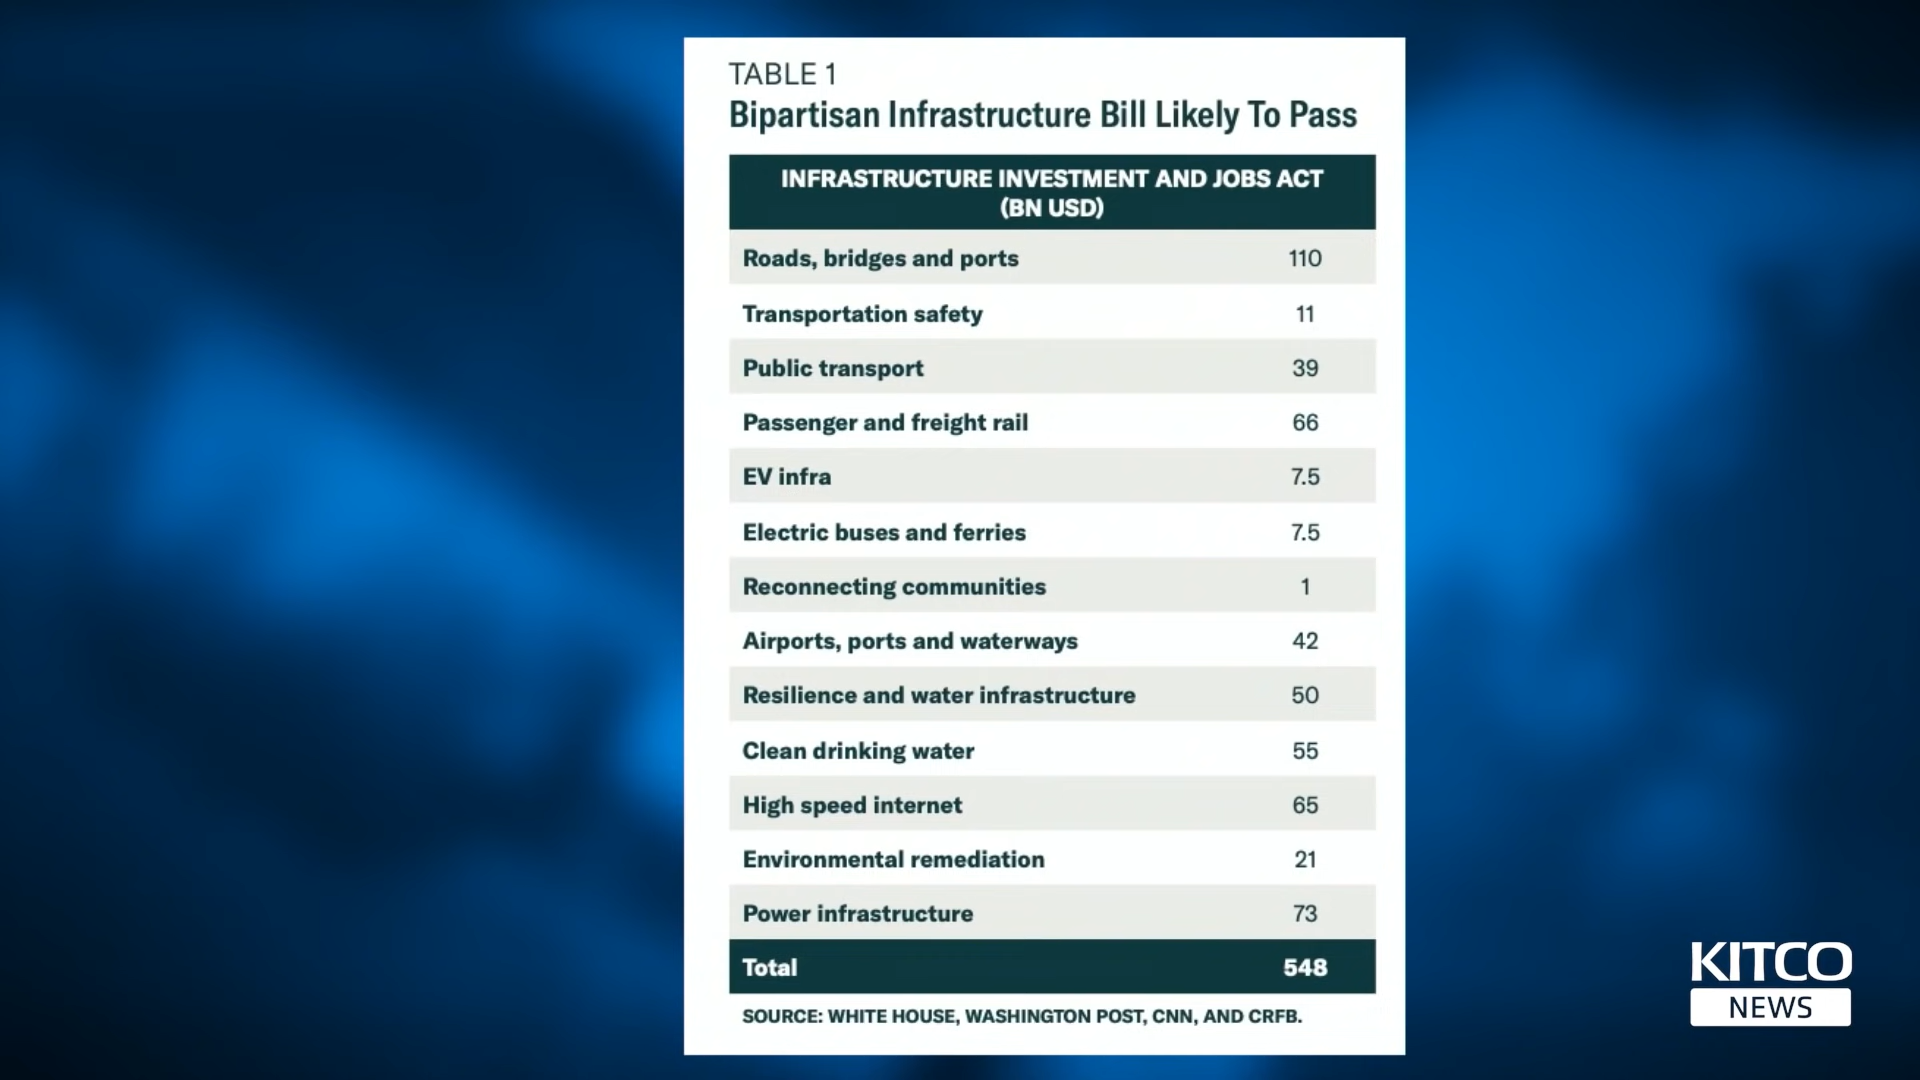 TABLE 1
Bipartisan Infrastructure Bill Likely To Pass
INFRASTRUCTURE INVESTMENT AND JOBS ACT
(BN USD)
Roads, bridges and ports 110
Transportation safety 11
Public transport 39
Passenger and freight rail 66
EV infra 7.5
Electric buses and ferries 7.5
Reconnecting communities 1
Airports, ports and waterways 42
Resilience and water infrastructure 50
Clean drinking water 55
High speed internet 65
Environmental remediation 21
Power infrastructure 73
Total 548
SOURCE: WHITE HOUSE, WASHINGTON POST, CNN, AND CRFB.
KITCO
NEWS